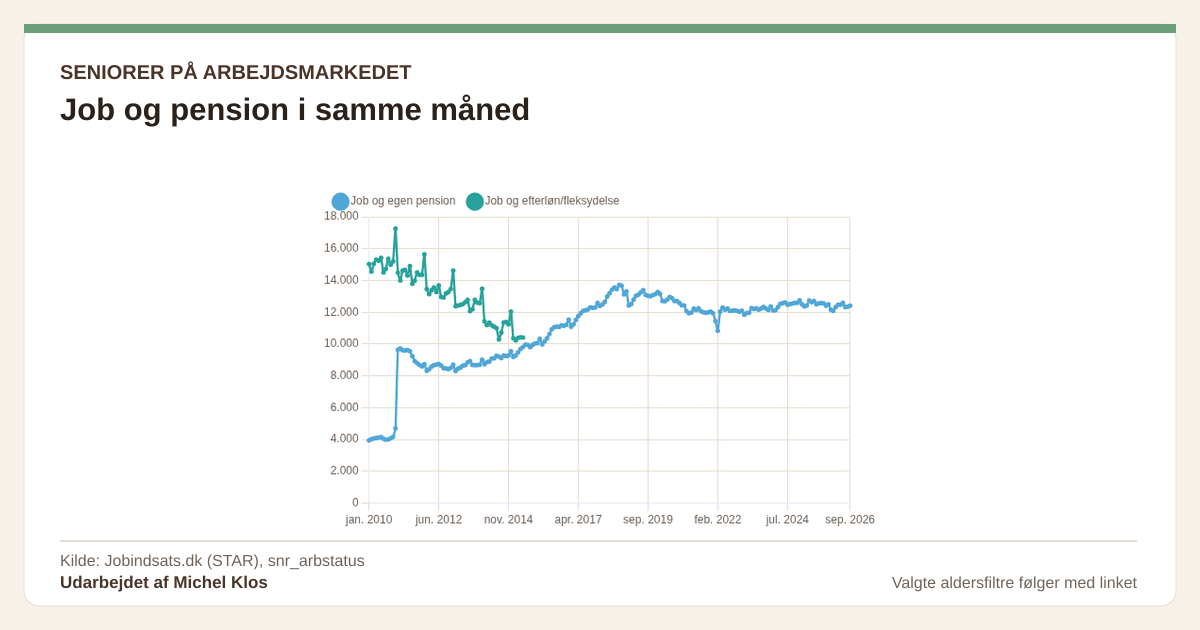 SENIORER PÅ ARBEJDSMARKEDET
Job og pension i samme måned
Job og egen pension
Job og efterløn/fleksydelse
18.000
16.000
14.000
12.000
10.000
8.000
6.000
4.000
2.000
0
jan. 2010
jun. 2012
nov. 2014
apr. 2017
sep. 2019
feb. 2022
jul. 2024
sep. 2026
Kilde: Jobindsats.dk (STAR), snr_arbstatus
Udarbejdet af Michel Klos
Valgte aldersfiltre følger med linket